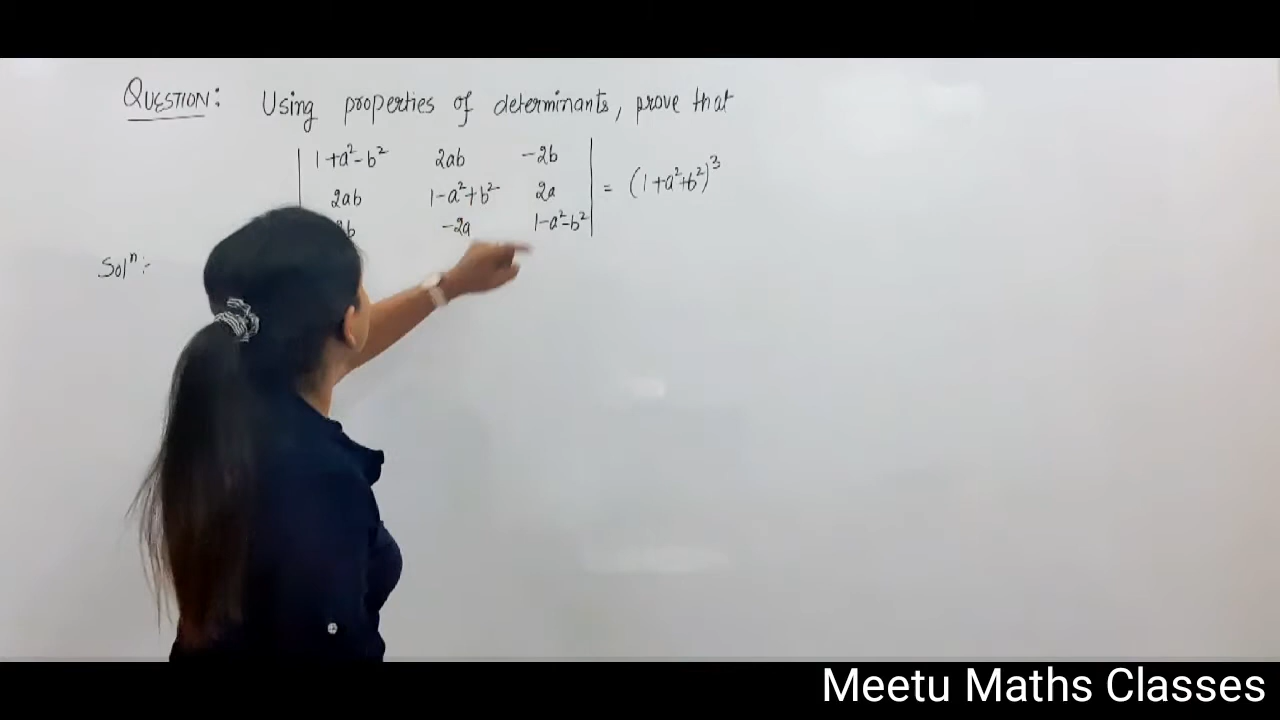 QUESTION: Using properties of determinants, prove that
1+a²-b² 2ab -2b
2ab 1-a²+b² 2a = (1+a²+b²)³
-2a 1-a²-b²
Solⁿ:-
Meetu Maths Classes